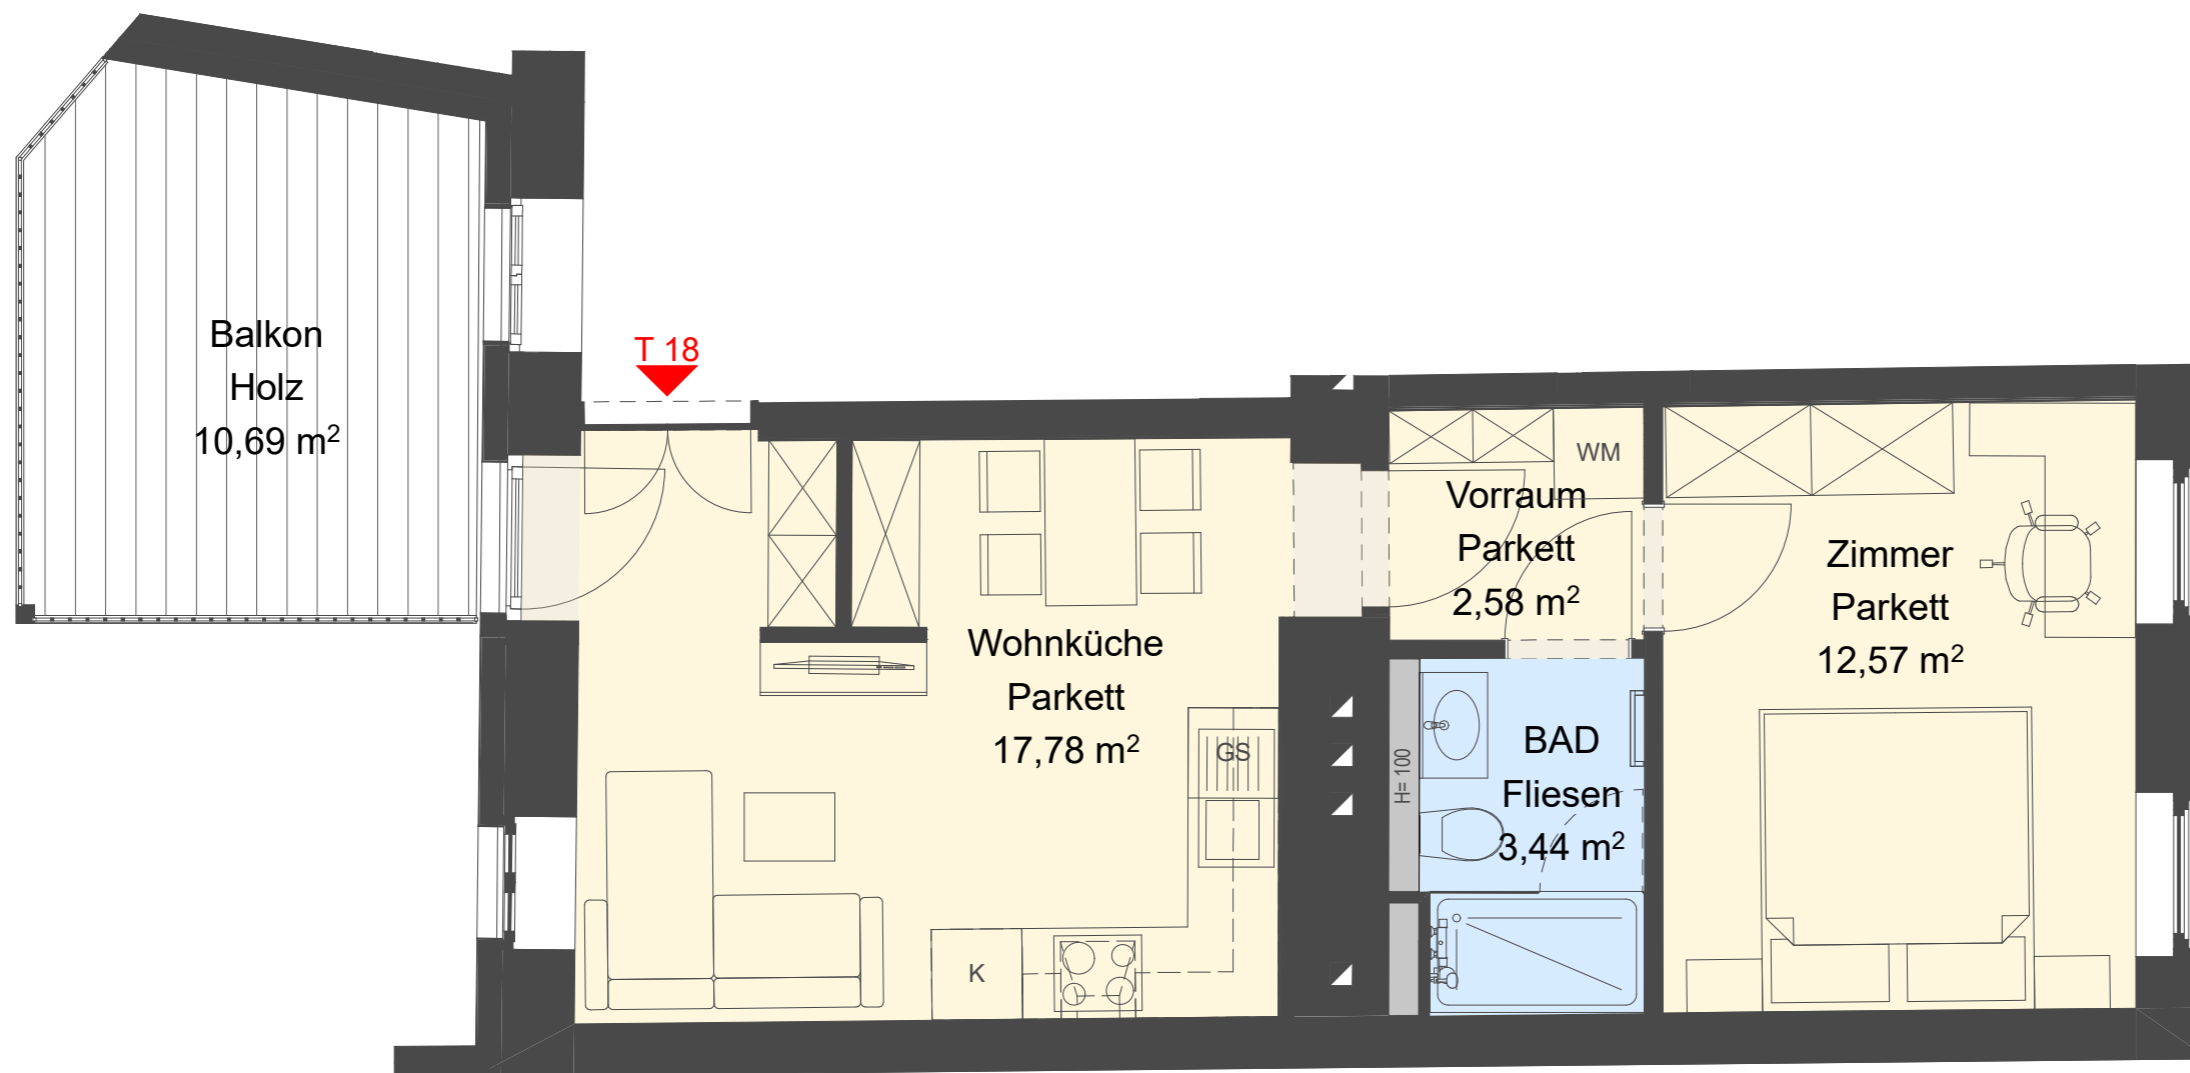 Balkon
Holz
10,69 m²
T 18
Wohnküche
Parkett
17,78 m²
GS
K
WM
Vorraum
Parkett
2,58 m²
H= 100
BAD
Fliesen
3,44 m²
Zimmer
Parkett
12,57 m²